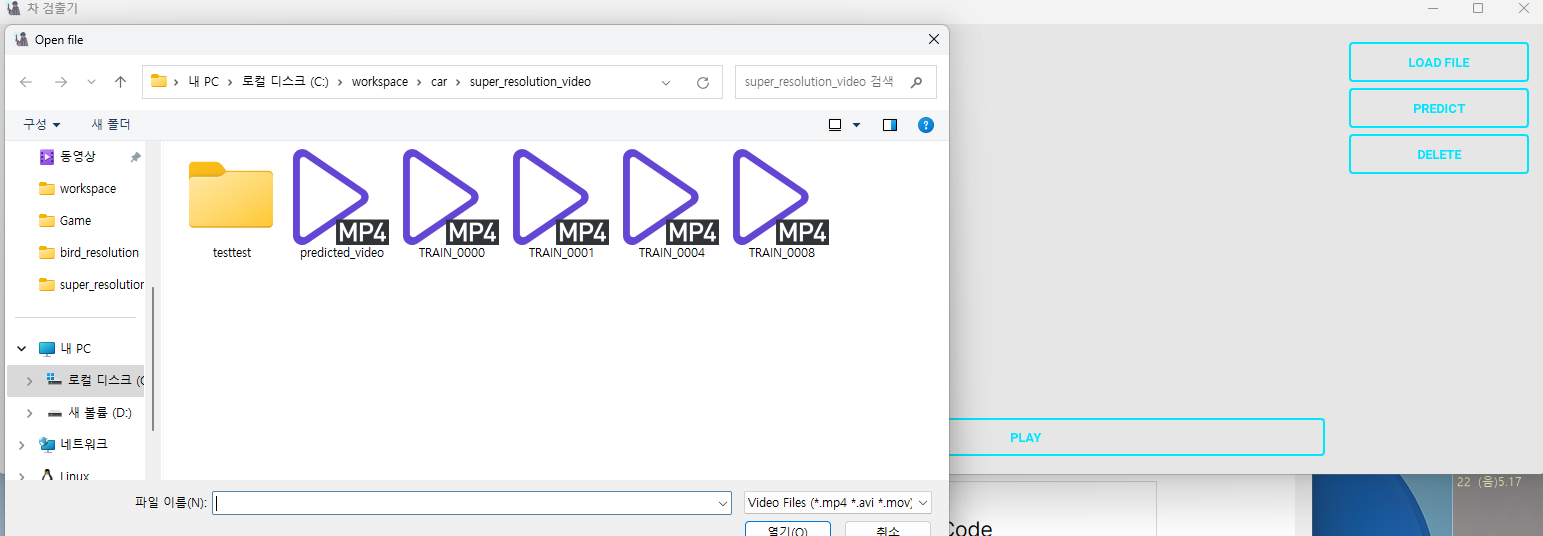 차 검출기
Open file
내 PC
로컬 디스크 (C:)
workspace
car
super_resolution_video
super_resolution_video 검색
구성
새 폴더
?
동영상
workspace
Game
bird_resolution
super_resolution
내 PC
로컬 디스크 (C
새 볼륨 (D:)
네트워크
Linux
testtest
MP4
predicted_video
MP4
TRAIN_0000
MP4
TRAIN_0001
MP4
TRAIN_0004
MP4
TRAIN_0008
파일 이름(N):
Video Files (*.mp4 *.avi *.mov)
열기(O)
취소
LOAD FILE
PREDICT
DELETE
PLAY
Code
22 (음)5.17